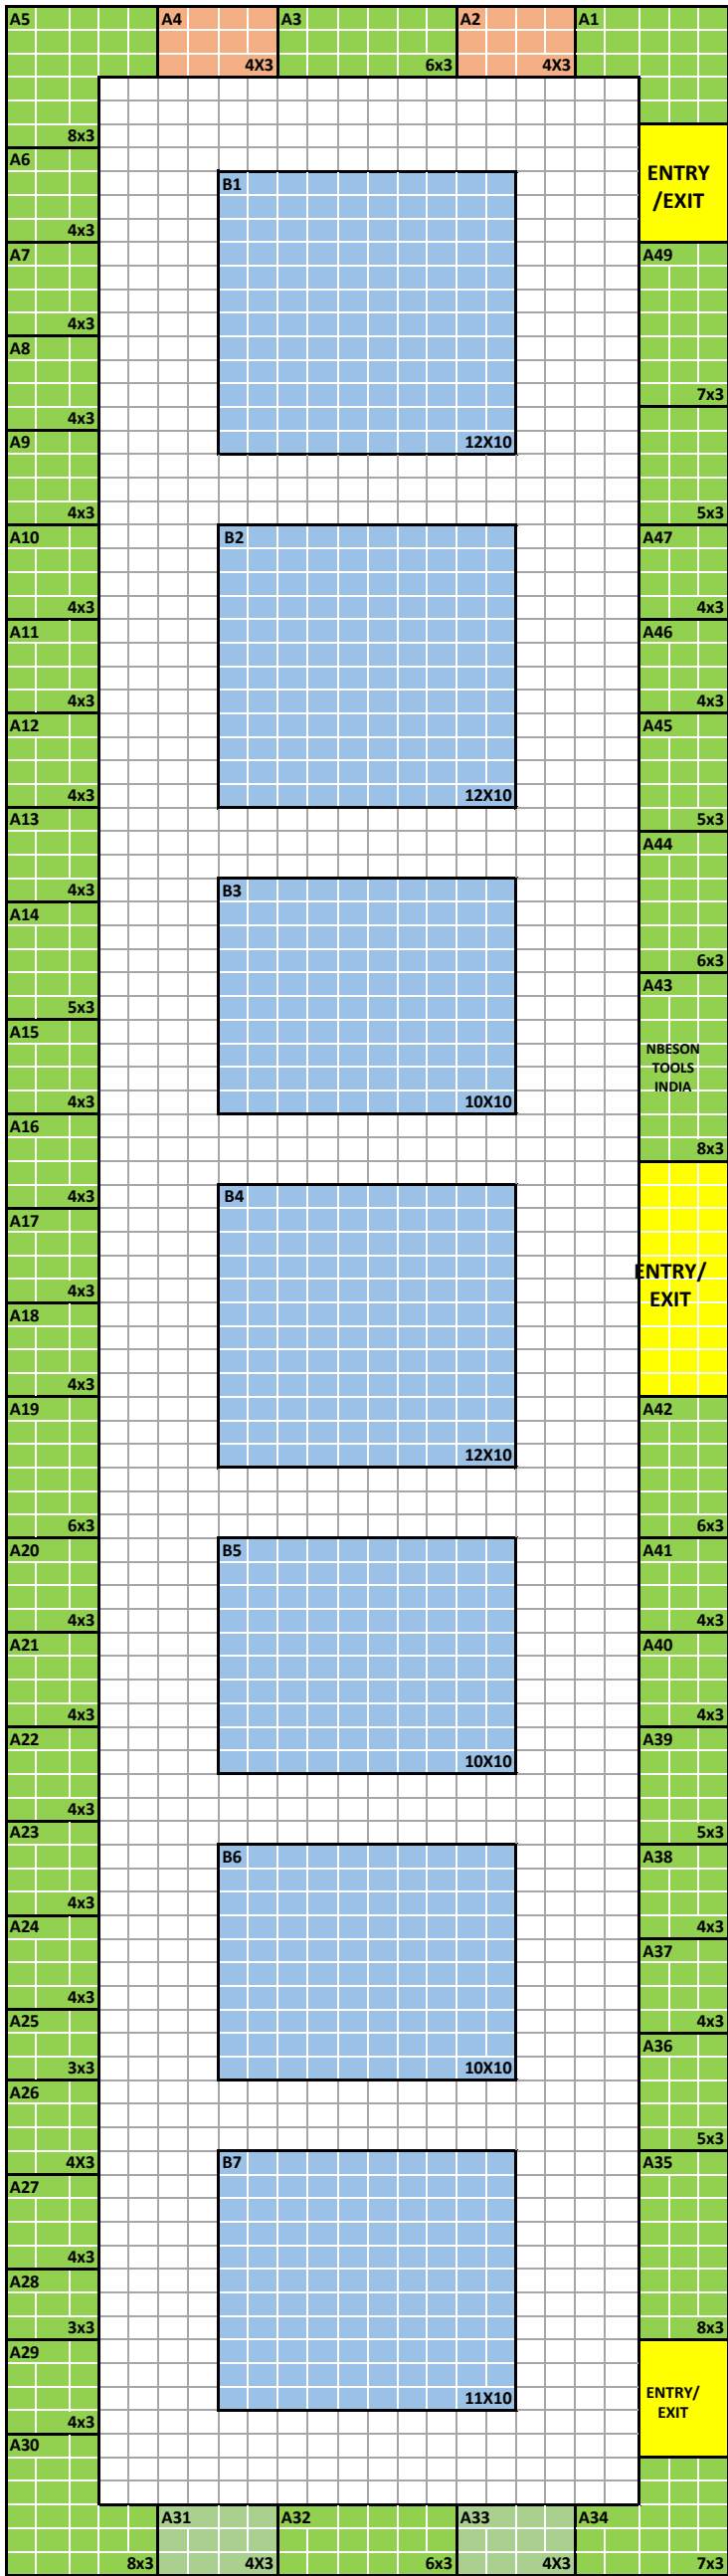 A5
A4
A3
A2
A1
4X3
6x3
4X3
8x3
A6
ENTRY
/EXIT
B1
4x3
A7
A49
4x3
A8
7x3
4x3
A9
12X10
4x3
5x3
A10
B2
A47
4x3
4x3
A11
A46
4x3
4x3
A12
A45
4x3
12X10
A13
5x3
A44
4x3
B3
A14
6x3
A43
5x3
A15
NBESON
TOOLS
INDIA
4x3
10X10
A16
8x3
4x3
B4
A17
ENTRY/
EXIT
4x3
A18
4x3
A19
A42
12X10
6x3
6x3
A20
B5
A41
4x3
4x3
A21
A40
4x3
4x3
A22
A39
10X10
4x3
A23
5x3
B6
A38
4x3
4x3
A24
A37
4x3
A25
4x3
A36
3x3
10X10
A26
5x3
4X3
B7
A35
A27
4x3
A28
3x3
8x3
A29
ENTRY/
EXIT
11X10
4x3
A30
A31
A32
A33
A34
8x3
4X3
6x3
4X3
7x3